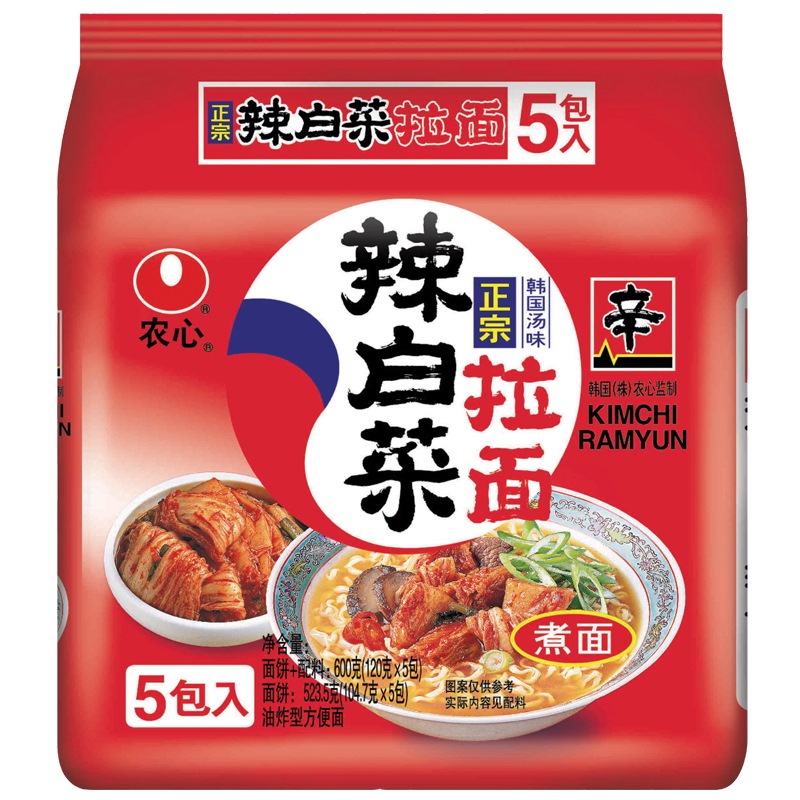 正宗 辣白菜拉面 5包入
农心®
®
辣白菜
正宗
韩国汤味
拉面
辛
韩国(株)农心监制
KIMCHI
RAMYUN
I
N
煮面
净含量:
面饼+配料: 600克(120克x5包)
面饼: 523.5克(104.7克x5包)
油炸型方便面
5包入
图案仅供参考
实际内容见配料